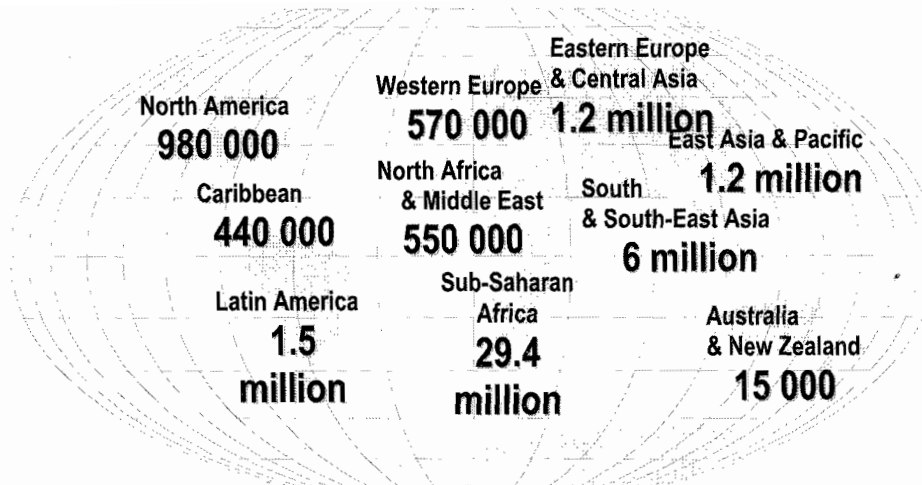 North America
980 000
Western Europe
570 000
Eastern Europe
& Central Asia
1.2 million
East Asia & Pacific
1.2 million
Caribbean
440 000
North Africa
& Middle East
550 000
South
& South-East Asia
6 million
Latin America
1.5
million
Sub-Saharan
Africa
29.4
million
Australia
& New Zealand
15 000